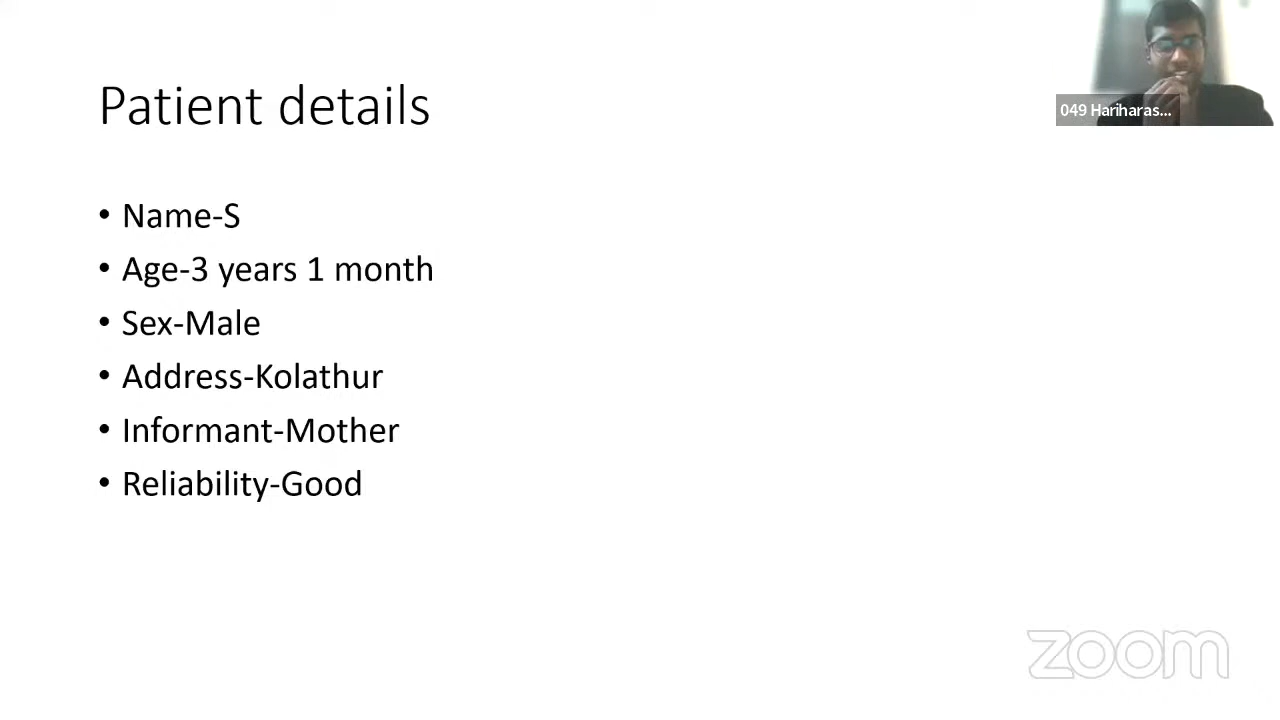 Patient details
049 Hariharas...
• Name-S
• Age-3 years 1 month
• Sex-Male
• Address-Kolathur
• Informant-Mother
• Reliability-Good
zoom